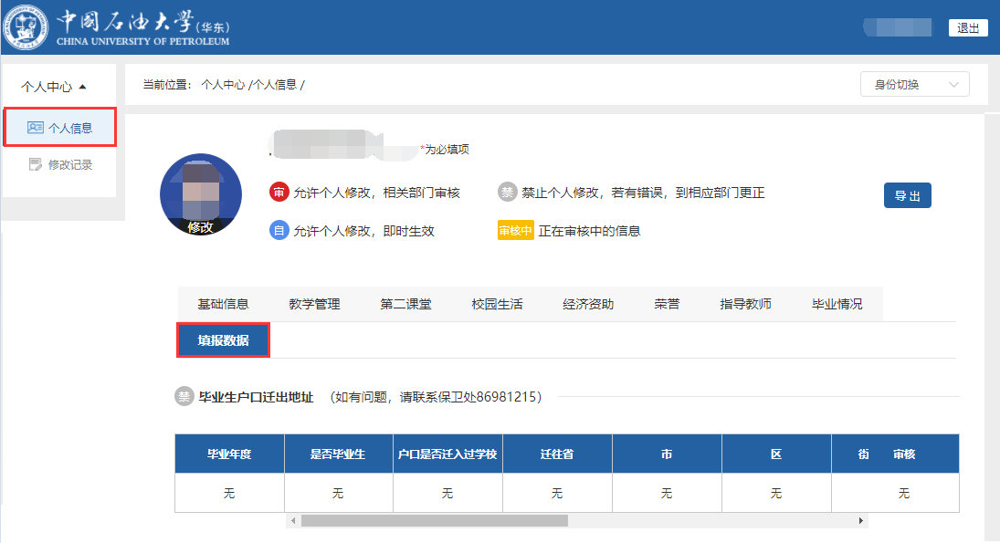 中国石油大学(华东)
CHINA UNIVERSITY OF PETROLEUM
退出
个人中心
个人信息
修改记录
当前位置： 个人中心 /个人信息 /
身份切换
*为必填项
修改
审 允许个人修改，相关部门审核
禁 禁止个人修改，若有错误，到相应部门更正
自 允许个人修改，即时生效
审核中 正在审核中的信息
导出
基础信息 教学管理 第二课堂 校园生活 经济资助 荣誉 指导教师 毕业情况
填报数据
禁 毕业生户口迁出地址 （如有问题，请联系保卫处86981215）
毕业年度 是否毕业生 户口是否迁入过学校 迁往省 市 区 街 审核
无 无 无 无 无 无 无